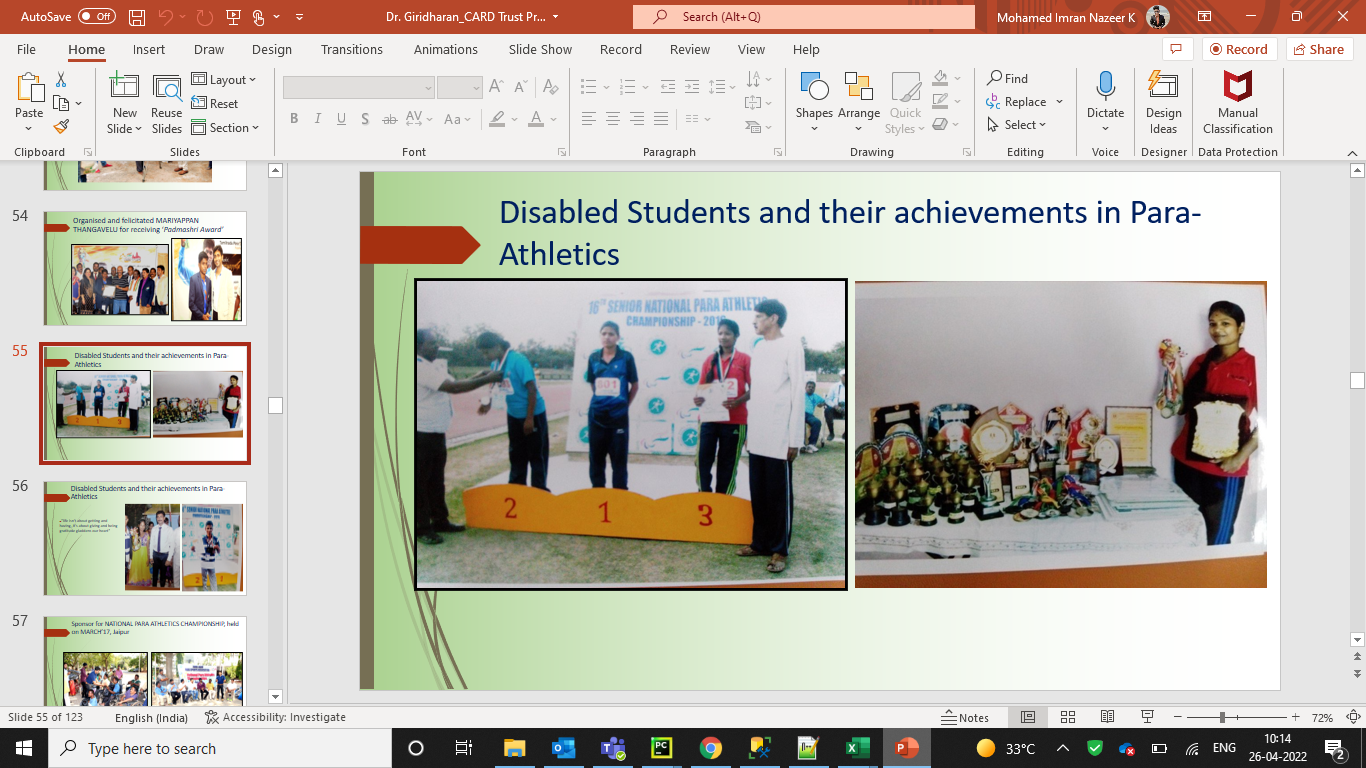 AutoSave Off
Dr. Giridharan_CARD Trust Pr...
Search (Alt+Q)
Mohamed Imran Nazeer K
File Home Insert Draw Design Transitions Animations Slide Show Record Review View Help
Record Share
Paste
New Slide
Reuse Slides
Layout
Reset
Section
B I U S ab AV Aa A
Shapes Arrange Quick Styles
Find
Replace
Select
Dictate
Design Ideas
Manual Classification
Clipboard Slides Font Paragraph Drawing Editing Voice Designer Data Protection
54
Organised and felicitated MARIYAPPAN
THANGAVELU for receiving 'Padmashri Award'
55
Disabled Students and their achievements in Para-
Athletics
56
Disabled Students and their achievements in Para-
Athletics
57
Sponsor for NATIONAL PARA ATHLETICS CHAMPIONSHIP, held
on MARCH'17, Jaipur
Disabled Students and their achievements in Para-
Athletics
16TH SENIOR NATIONAL PARA ATHLETIC
CHAMPIONSHIP - 2016
2 1 3
Slide 55 of 123
English (India)
Accessibility: Investigate
Notes
72%
Type here to search
33°C
ENG
10:14
26-04-2022
2